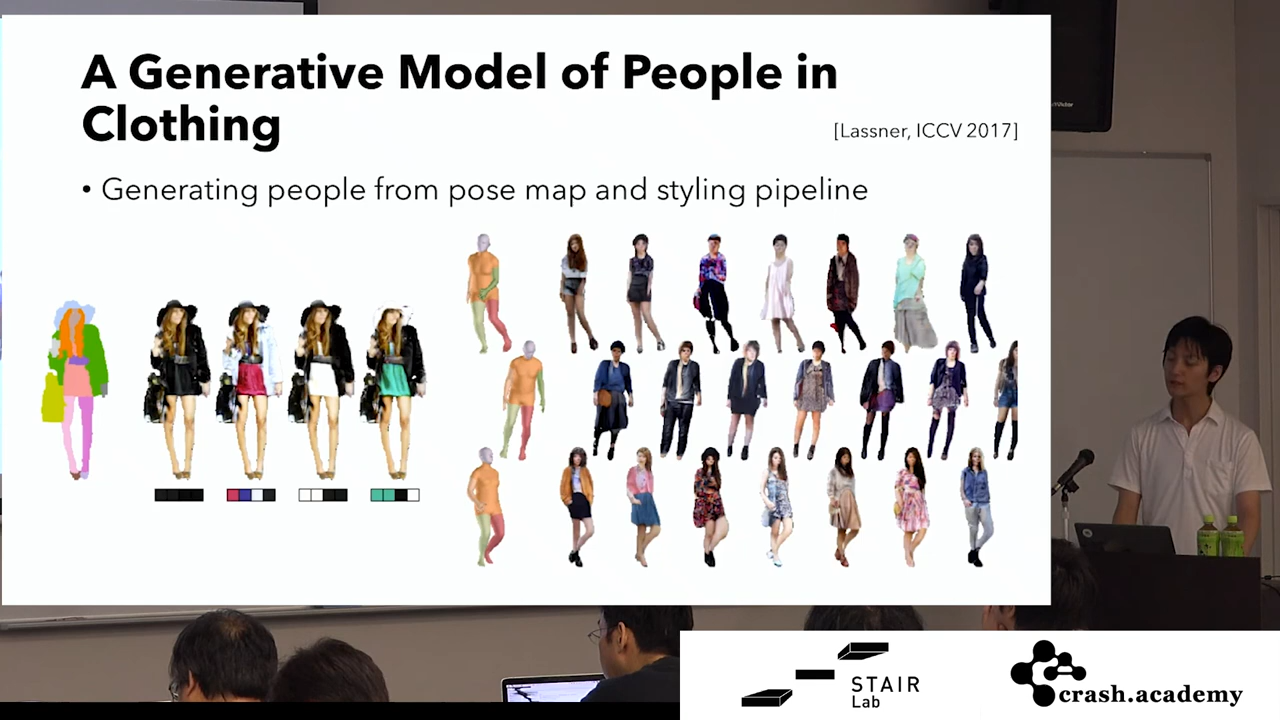 A Generative Model of People in
Clothing
[Lassner, ICCV 2017]
• Generating people from pose map and styling pipeline
STAIR
Lab
crash.academy